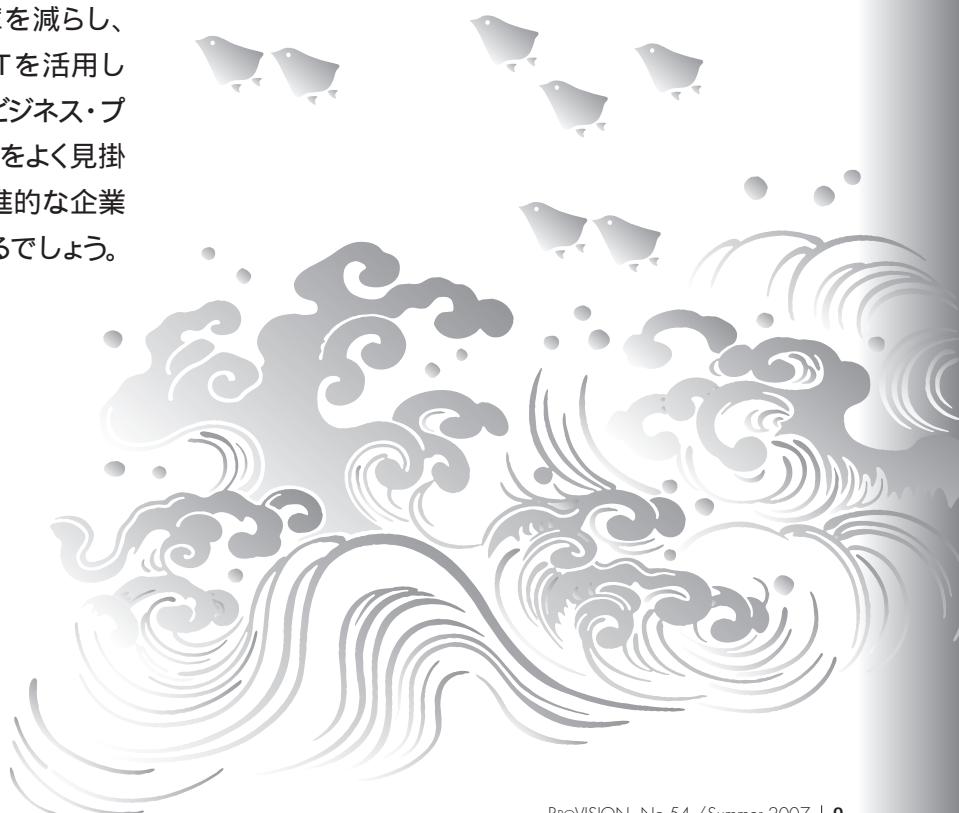 を減らし、
Tを活用し
ビジネス・プ
をよく見掛
進的な企業
るでしょう。
PROVISION No.54 / Summer 2007 | 9